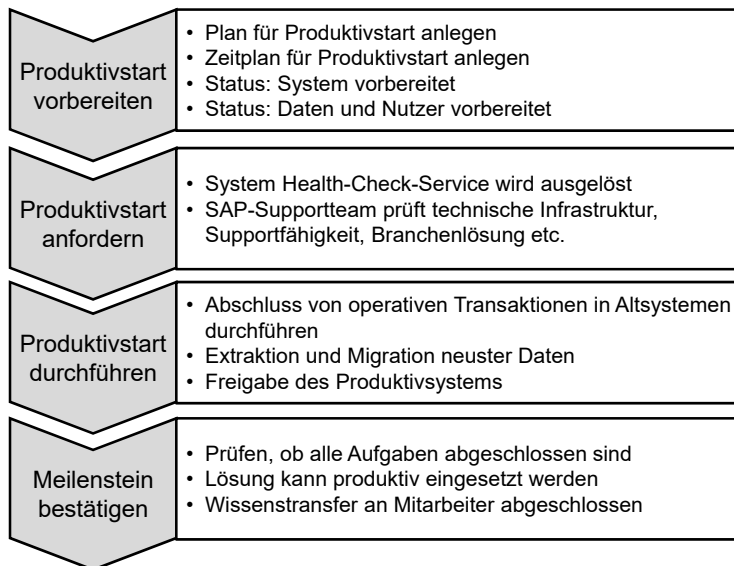 Produktivstart
vorbereiten
• Plan für Produktivstart anlegen
• Zeitplan für Produktivstart anlegen
• Status: System vorbereitet
• Status: Daten und Nutzer vorbereitet
Produktivstart
anfordern
• System Health-Check-Service wird ausgelöst
• SAP-Supportteam prüft technische Infrastruktur,
Supportfähigkeit, Branchenlösung etc.
Produktivstart
durchführen
• Abschluss von operativen Transaktionen in Altsystemen
durchführen
• Extraktion und Migration neuster Daten
• Freigabe des Produktivsystems
Meilenstein
bestätigen
• Prüfen, ob alle Aufgaben abgeschlossen sind
• Lösung kann produktiv eingesetzt werden
• Wissenstransfer an Mitarbeiter abgeschlossen